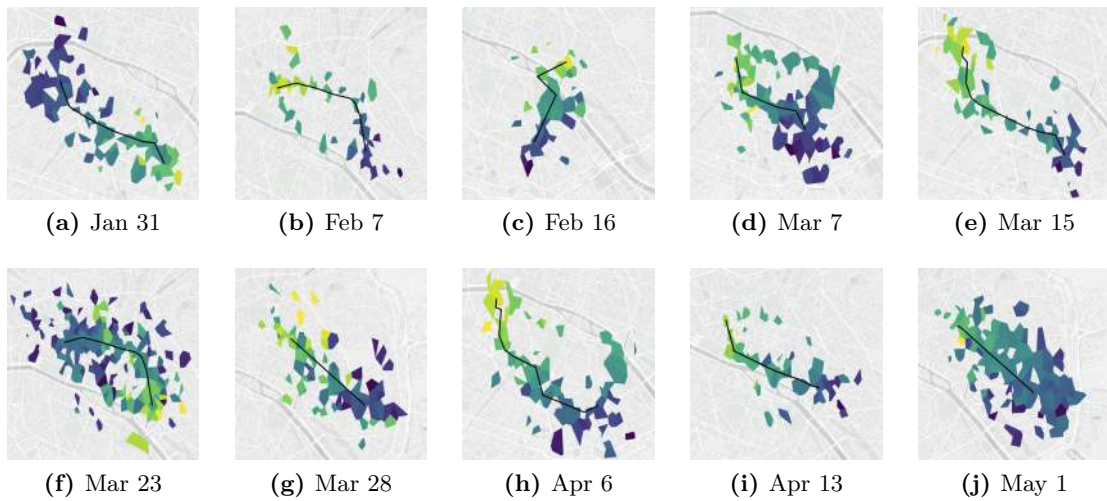 (a) Jan 31
(b) Feb 7
(c) Feb 16
(d) Mar 7
(e) Mar 15
(f) Mar 23
(g) Mar 28
(h) Apr 6
(i) Apr 13
(j) May 1